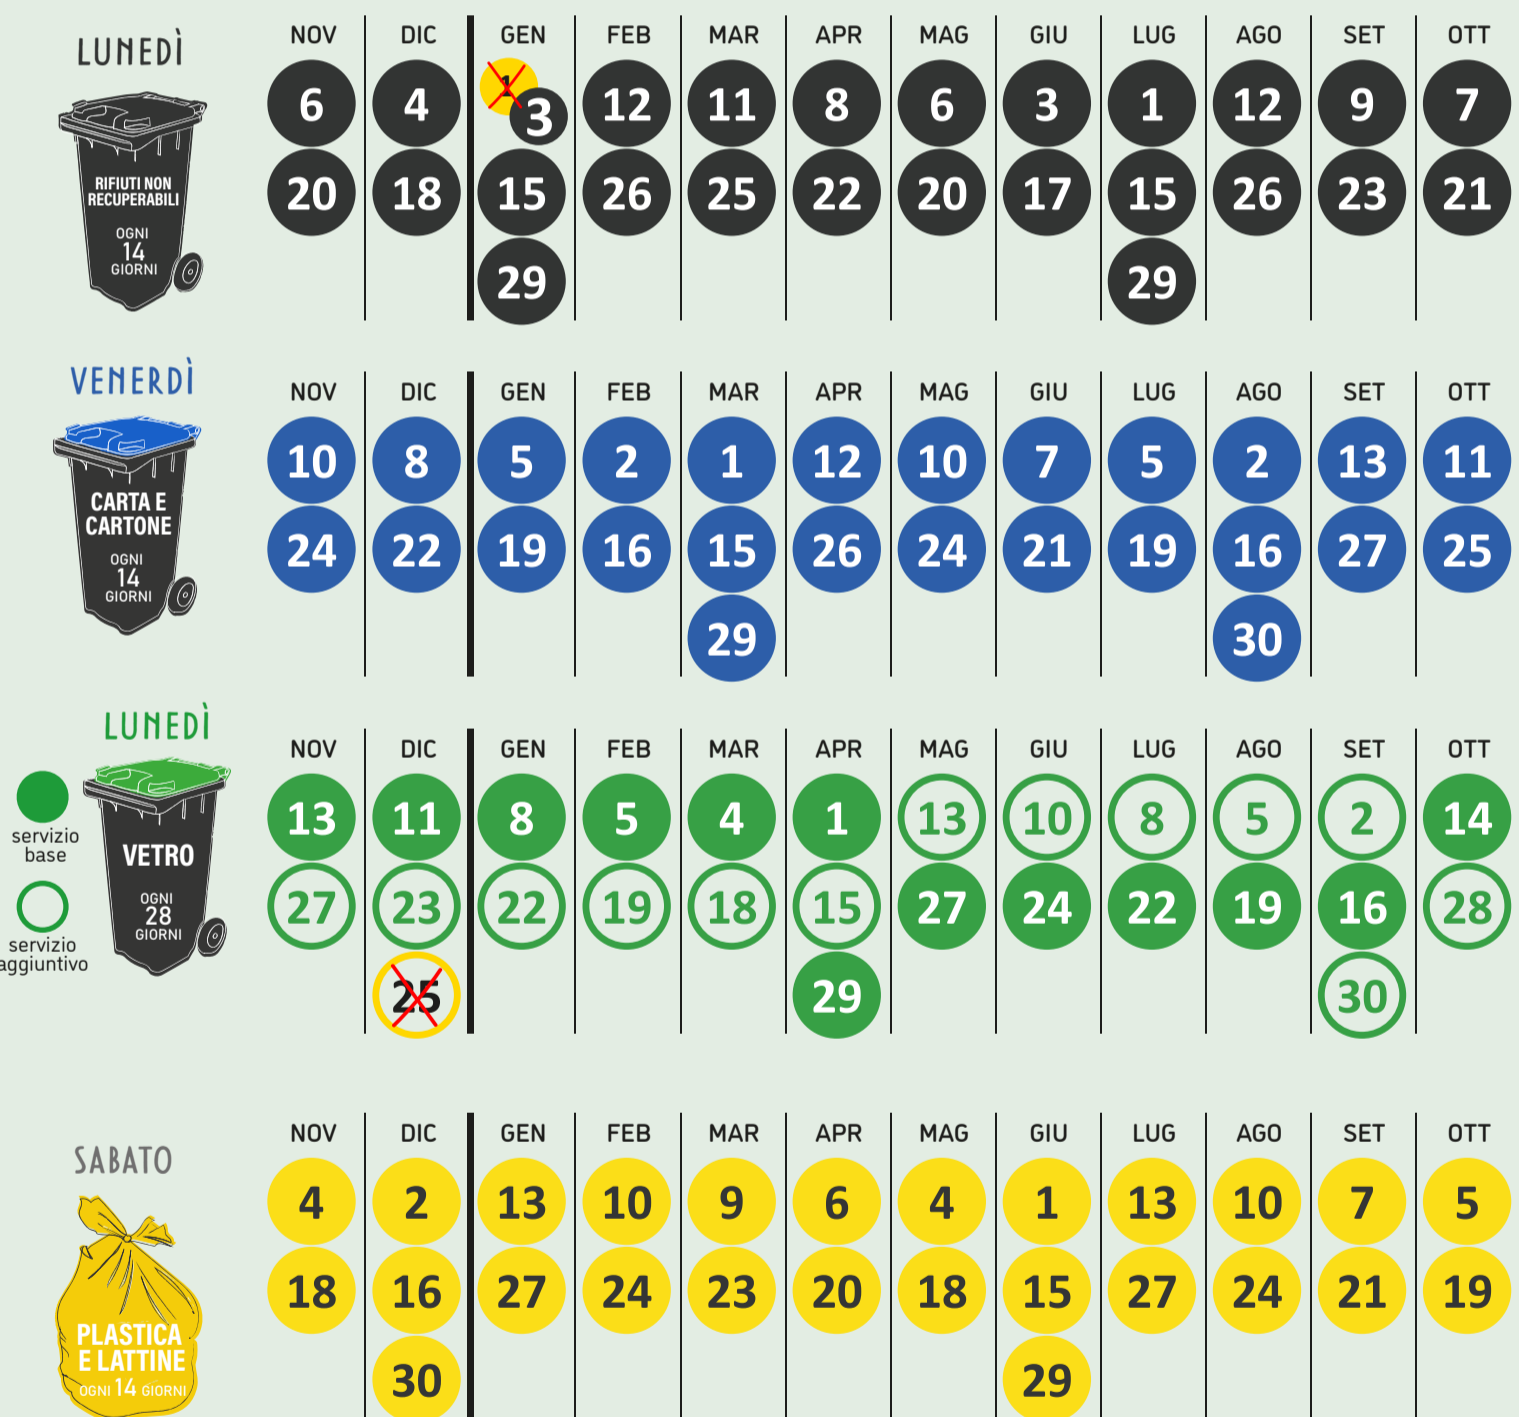 LUNEDÌ
RIFIUTI NON
RECUPERABILI
OGNI
14
GIORNI
NOV DIC GEN FEB MAR APR MAG GIU LUG AGO SET OTT
6 4 1 3 12 11 8 6 3 1 12 9 7
20 18 15 26 25 22 20 17 15 26 23 21
29 29
VENERDÌ
CARTA E
CARTONE
OGNI
14
GIORNI
NOV DIC GEN FEB MAR APR MAG GIU LUG AGO SET OTT
10 8 5 2 1 12 10 7 5 2 13 11
24 22 19 16 15 26 24 21 19 16 27 25
29 30
LUNEDÌ
servizio
base
servizio
aggiuntivo
VETRO
OGNI
28
GIORNI
NOV DIC GEN FEB MAR APR MAG GIU LUG AGO SET OTT
13 11 8 5 4 1 13 10 8 5 2 14
27 23 22 19 18 15 27 24 22 19 16 28
25 29 30
SABATO
PLASTICA
E LATTINE
OGNI 14 GIORNI
NOV DIC GEN FEB MAR APR MAG GIU LUG AGO SET OTT
4 2 13 10 9 6 4 1 13 10 7 5
18 16 27 24 23 20 18 15 27 24 21 19
30 29